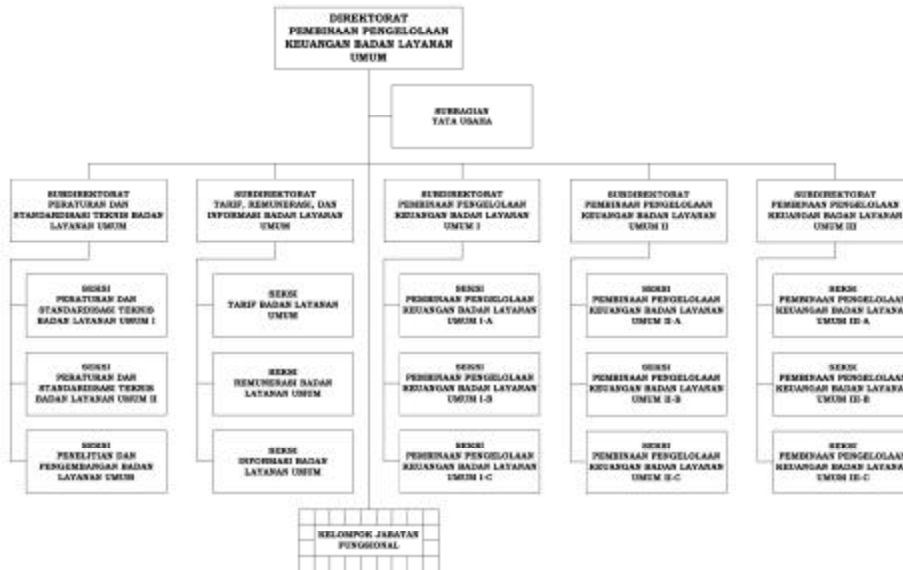 DIREKTORAT
PEMBINAAN PENGELOLAAN
KEUANGAN BADAN LAYANAN
UMUM
SUBBAGIAN
TATA USAHA
SUBDIREKTORAT
PERATURAN DAN
STANDARDISASI TEKNIS BADAN
LAYANAN UMUM
SUBDIREKTORAT
TARIF, REMUNERASI, DAN
INFORMASI BADAN LAYANAN
UMUM
SUBDIREKTORAT
PEMBINAAN PENGELOLAAN
KEUANGAN BADAN LAYANAN
UMUM I
SUBDIREKTORAT
PEMBINAAN PENGELOLAAN
KEUANGAN BADAN LAYANAN
UMUM II
SUBDIREKTORAT
PEMBINAAN PENGELOLAAN
KEUANGAN BADAN LAYANAN
UMUM III
SEKSI
PERATURAN DAN
STANDARDISASI TEKNIS
BADAN LAYANAN UMUM I
SEKSI
TARIF BADAN LAYANAN
UMUM
SEKSI
PEMBINAAN PENGELOLAAN
KEUANGAN BADAN LAYANAN
UMUM I-A
SEKSI
PEMBINAAN PENGELOLAAN
KEUANGAN BADAN LAYANAN
UMUM II-A
SEKSI
PEMBINAAN PENGELOLAAN
KEUANGAN BADAN LAYANAN
UMUM III-A
SEKSI
PERATURAN DAN
STANDARDISASI TEKNIS
BADAN LAYANAN UMUM II
SEKSI
REMUNERASI BADAN
LAYANAN UMUM
SEKSI
PEMBINAAN PENGELOLAAN
KEUANGAN BADAN LAYANAN
UMUM I-B
SEKSI
PEMBINAAN PENGELOLAAN
KEUANGAN BADAN LAYANAN
UMUM II-B
SEKSI
PEMBINAAN PENGELOLAAN
KEUANGAN BADAN LAYANAN
UMUM III-B
SEKSI
PENELITIAN DAN
PENGEMBANGAN BADAN
LAYANAN UMUM
SEKSI
INFORMASI BADAN
LAYANAN UMUM
SEKSI
PEMBINAAN PENGELOLAAN
KEUANGAN BADAN LAYANAN
UMUM I-C
SEKSI
PEMBINAAN PENGELOLAAN
KEUANGAN BADAN LAYANAN
UMUM II-C
SEKSI
PEMBINAAN PENGELOLAAN
KEUANGAN BADAN LAYANAN
UMUM III-C
KELOMPOK JABATAN
FUNGSIONAL